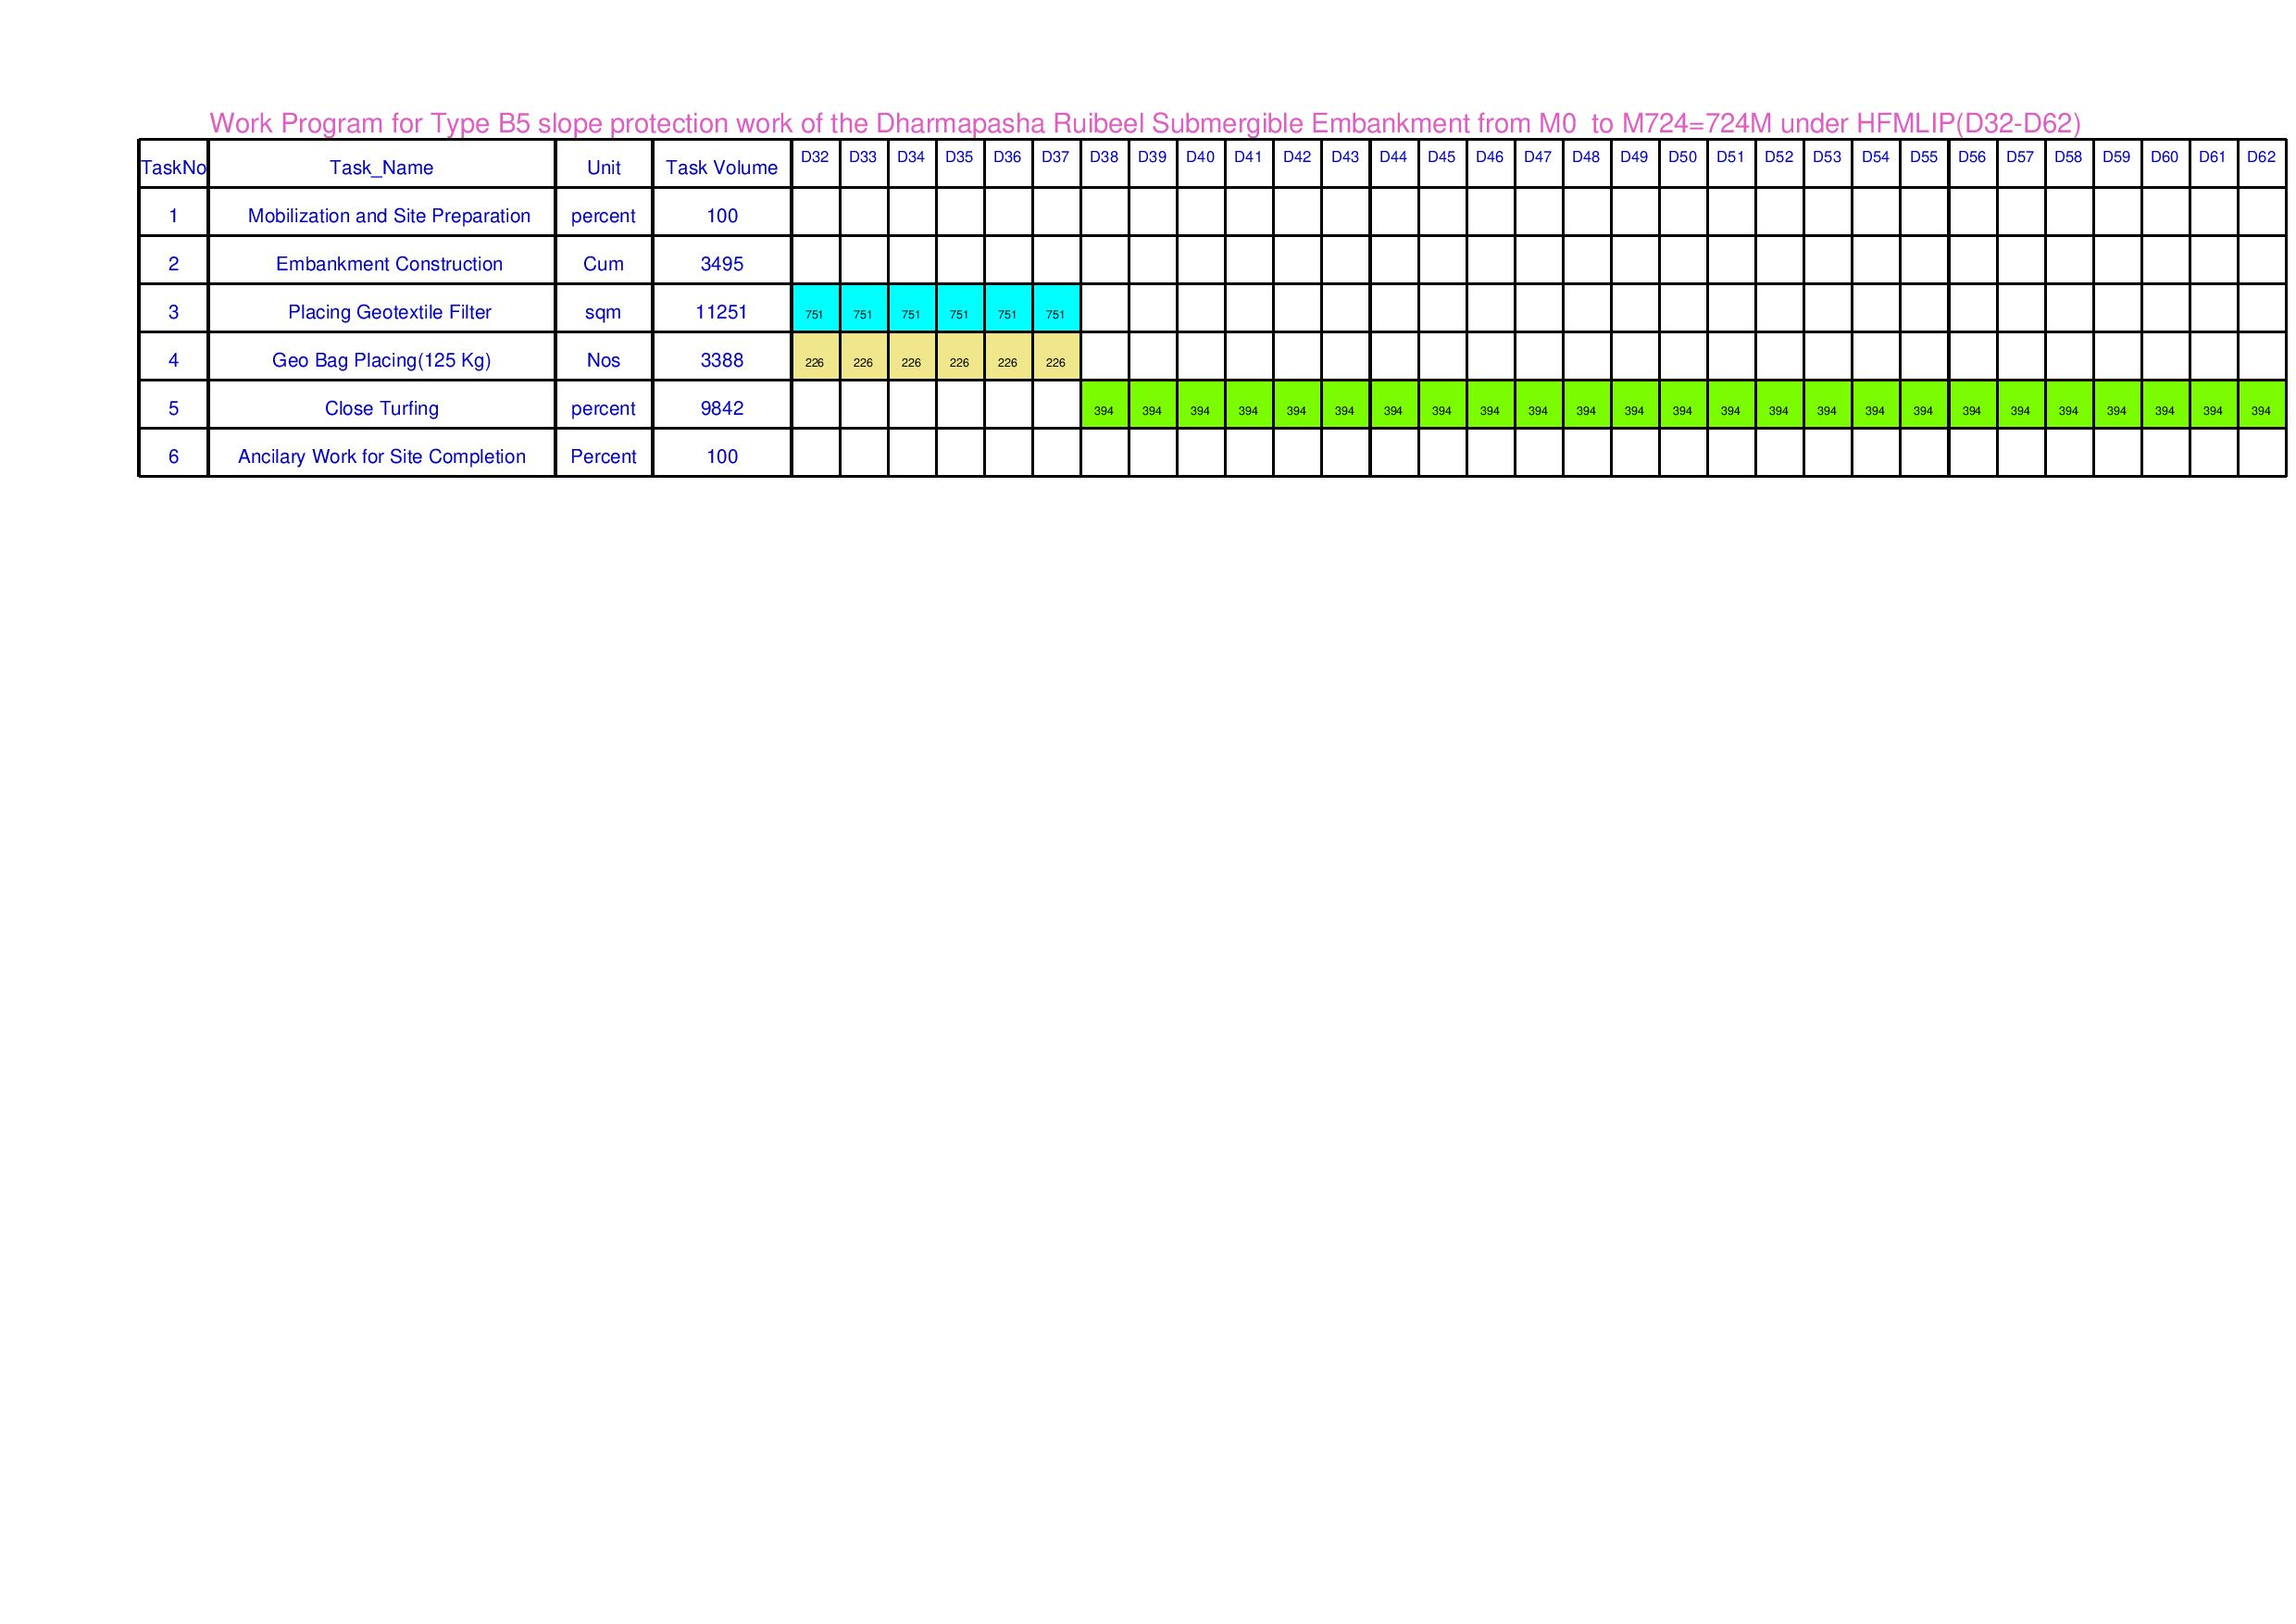 Work Program for Type B5 slope protection work of the Dharmapasha Ruibeel Submergible Embankment from M0  to M724=724M under HFMLIP(D32-D62)
TaskNo Task_Name Unit Task Volume D32 D33 D34 D35 D36 D37 D38 D39 D40 D41 D42 D43 D44 D45 D46 D47 D48 D49 D50 D51 D52 D53 D54 D55 D56 D57 D58 D59 D60 D61 D62
1 Mobilization and Site Preparation percent 100
2 Embankment Construction Cum 3495
3 Placing Geotextile Filter sqm 11251 751 751 751 751 751 751
4 Geo Bag Placing(125 Kg) Nos 3388 226 226 226 226 226 226
5 Close Turfing percent 9842 394 394 394 394 394 394 394 394 394 394 394 394 394 394 394 394 394 394 394 394 394 394 394 394 394
6 Ancilary Work for Site Completion Percent 100